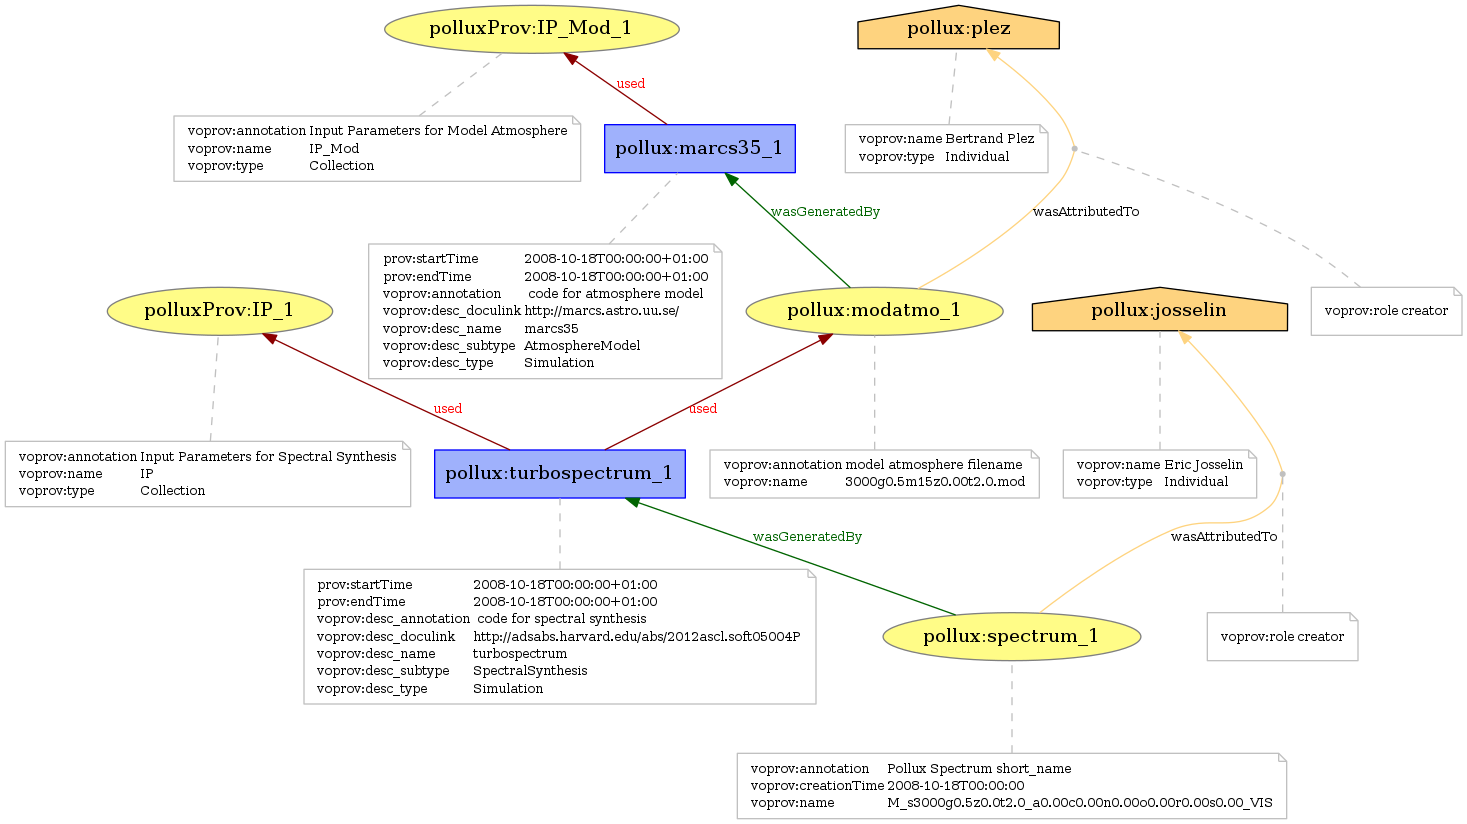 polluxProv:IP_Mod_1
pollux:plez
used
voprov:annotation Input Parameters for Model Atmosphere
voprov:name IP_Mod
voprov:type Collection
pollux:marcs35_1
voprov:name Bertrand Plez
voprov:type Individual
wasGeneratedBy
wasAttributedTo
prov:startTime 2008-10-18T00:00:00+01:00
prov:endTime 2008-10-18T00:00:00+01:00
voprov:annotation code for atmosphere model
voprov:desc_doculink http://marcs.astro.uu.se/
voprov:desc_name marcs35
voprov:desc_subtype AtmosphereModel
voprov:desc_type Simulation
polluxProv:IP_1
pollux:modatmo_1
pollux:josselin
voprov:role creator
used
used
voprov:annotation Input Parameters for Spectral Synthesis
voprov:name IP
voprov:type Collection
pollux:turbospectrum_1
voprov:annotation model atmosphere filename
voprov:name 3000g0.5m15z0.00t2.0.mod
voprov:name Eric Josselin
voprov:type Individual
wasGeneratedBy
wasAttributedTo
prov:startTime 2008-10-18T00:00:00+01:00
prov:endTime 2008-10-18T00:00:00+01:00
voprov:desc_annotation code for spectral synthesis
voprov:desc_doculink http://adsabs.harvard.edu/abs/2012ascl.soft05004P
voprov:desc_name turbospectrum
voprov:desc_subtype SpectralSynthesis
voprov:desc_type Simulation
pollux:spectrum_1
voprov:role creator
voprov:annotation Pollux Spectrum short_name
voprov:creationTime 2008-10-18T00:00:00
voprov:name M_s3000g0.5z0.0t2.0_a0.00c0.00n0.00o0.00r0.00s0.00_VIS